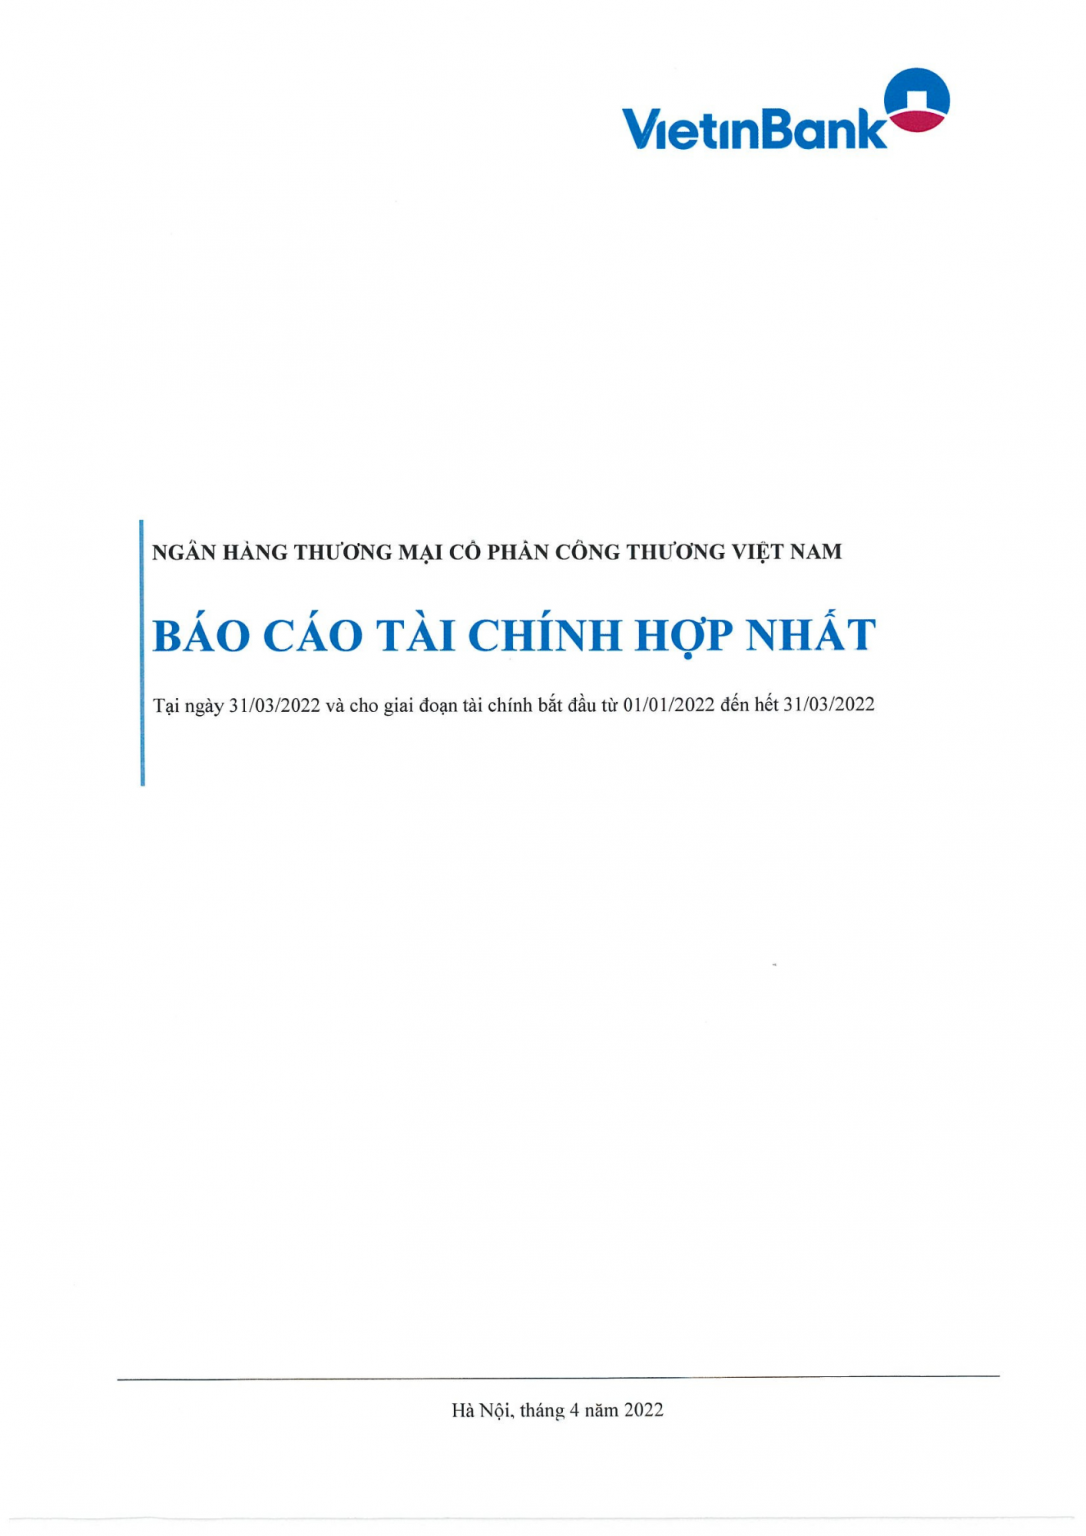 VietinBank
NGÂN HÀNG THƯƠNG MẠI CỔ PHẦN CÔNG THƯƠNG VIỆT NAM
BÁO CÁO TÀI CHÍNH HỢP NHẤT
Tại ngày 31/03/2022 và cho giai đoạn tài chính bắt đầu từ 01/01/2022 đến hết 31/03/2022
Hà Nội, tháng 4 năm 2022